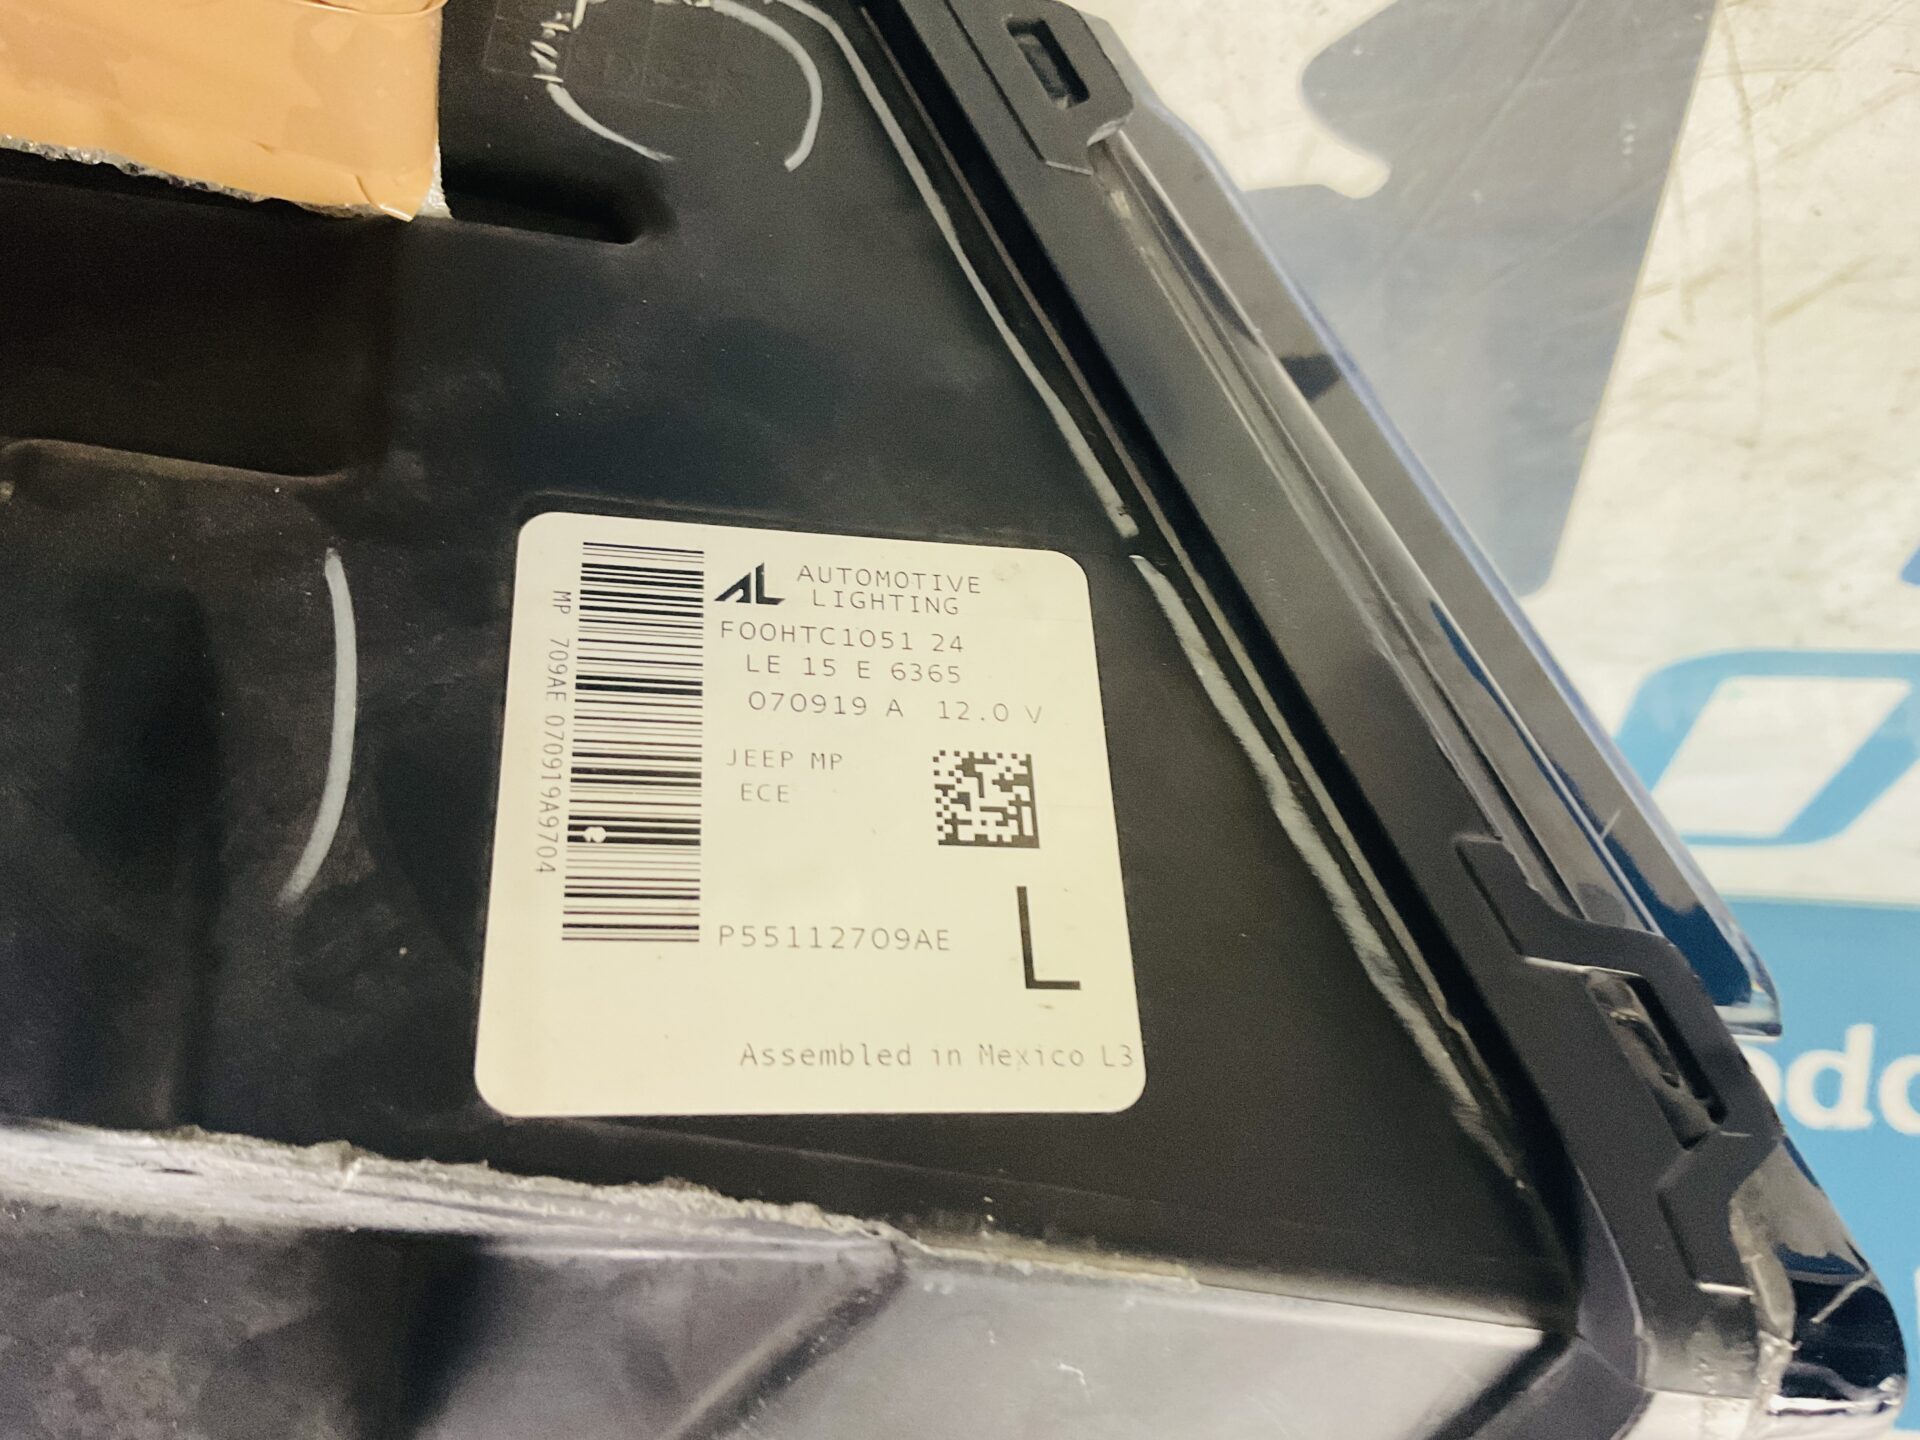 AL AUTOMOTIVE
LIGHTING
F00HTC1051 24
LE 15 E 6365
070919 A 12.0 V
JEEP MP
ECE
MP 709AE 070919A9704
P55112709AE
L
Assembled in Mexico L3